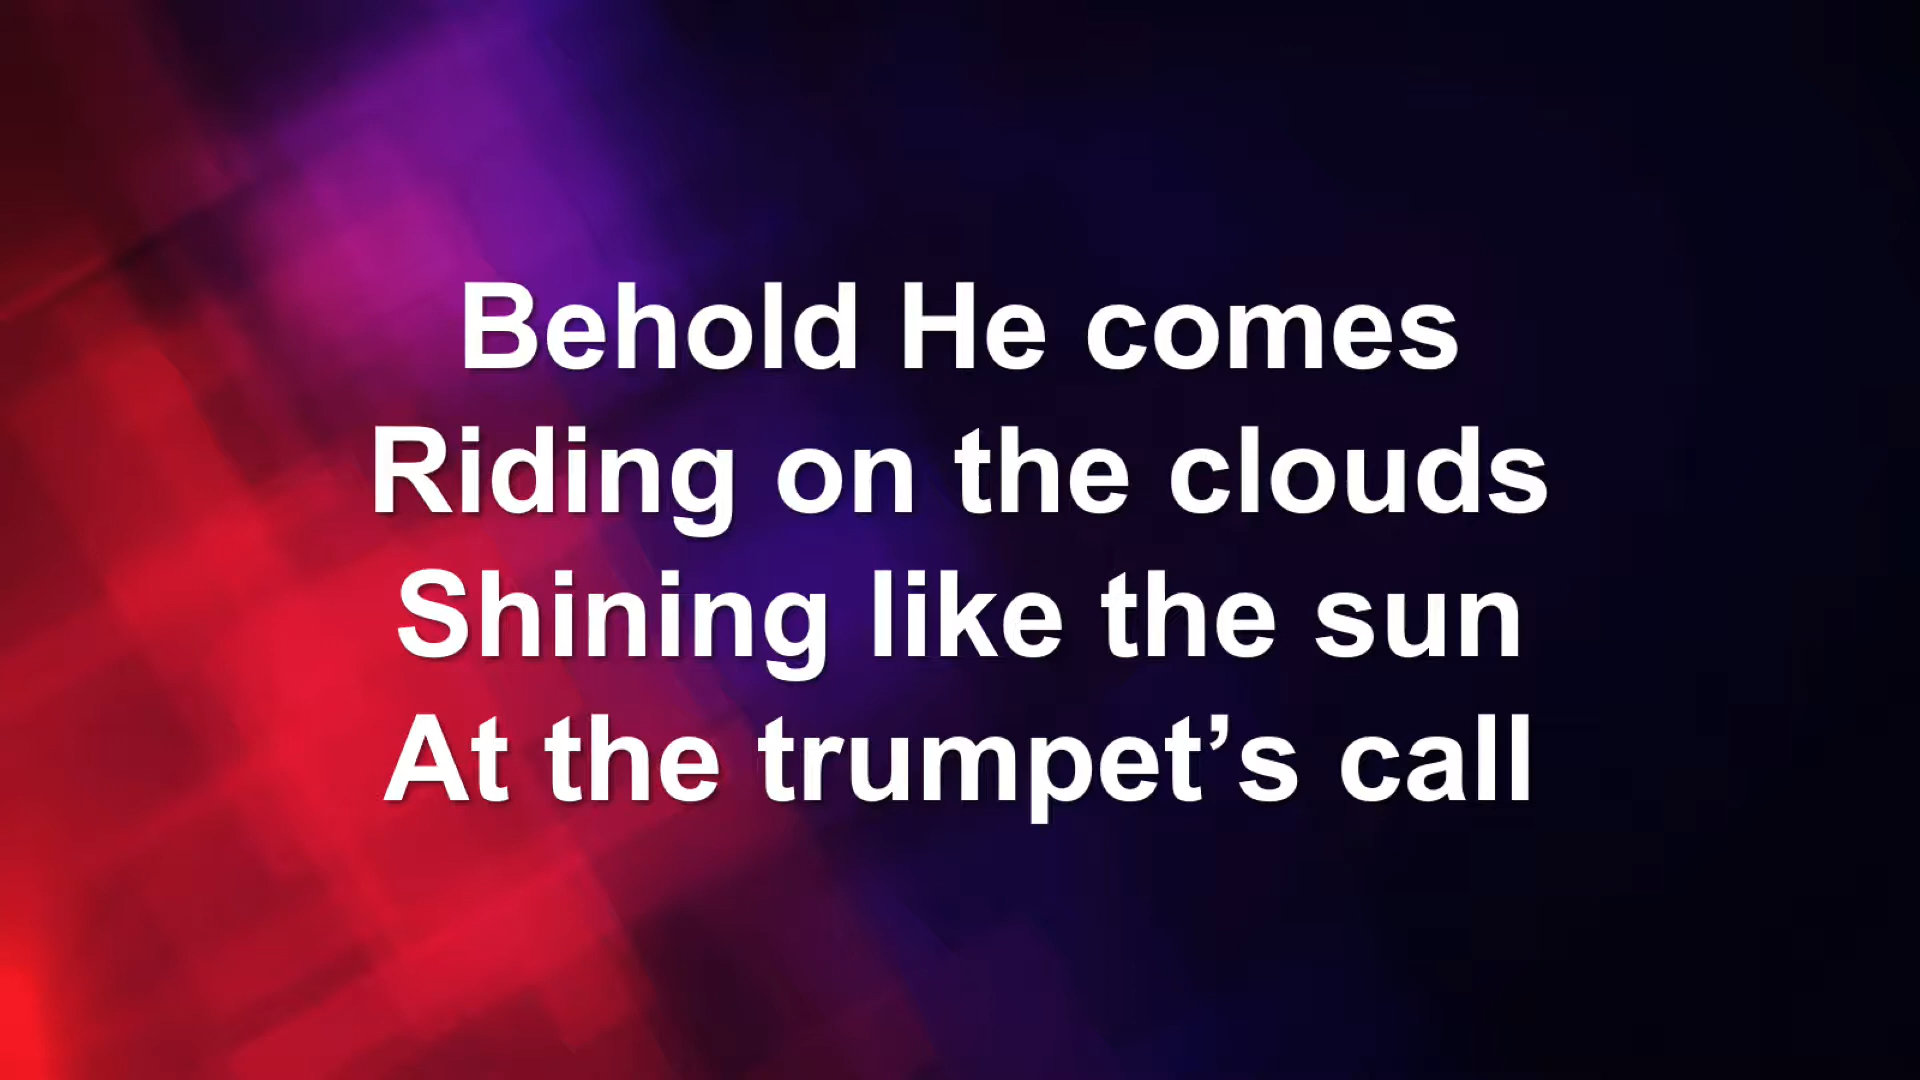 Behold He comes
Riding on the clouds
Shining like the sun
At the trumpet’s call